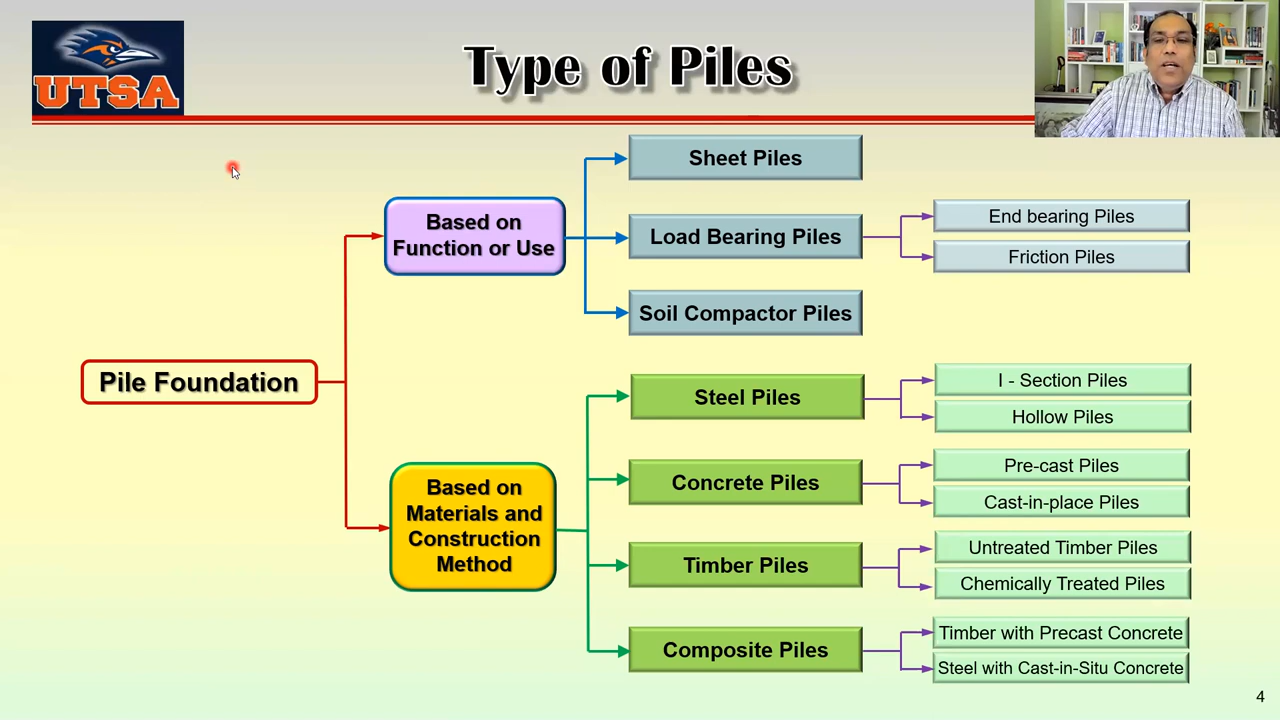 UTSA
Type of Piles
Pile Foundation
Based on
Function or Use
Sheet Piles
Load Bearing Piles
End bearing Piles
Friction Piles
Soil Compactor Piles
Based on
Materials and
Construction
Method
Steel Piles
I - Section Piles
Hollow Piles
Concrete Piles
Pre-cast Piles
Cast-in-place Piles
Timber Piles
Untreated Timber Piles
Chemically Treated Piles
Composite Piles
Timber with Precast Concrete
Steel with Cast-in-Situ Concrete
4